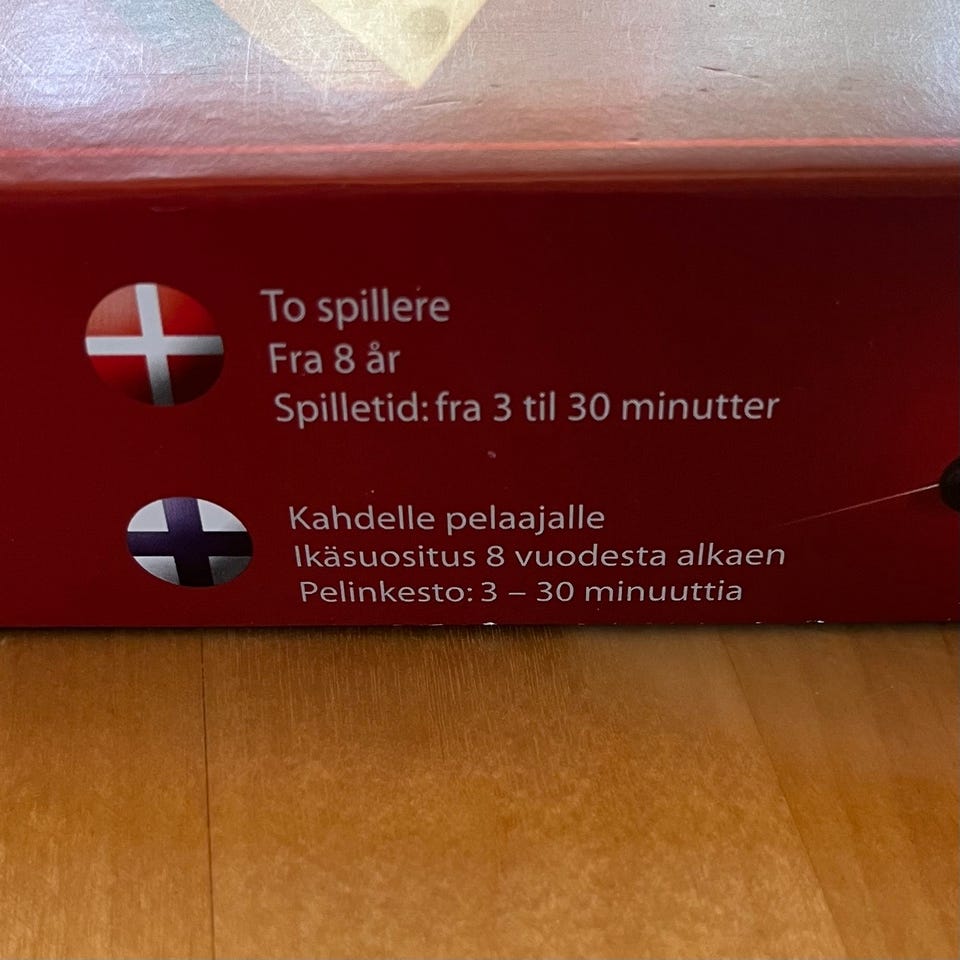 To spillere
Fra 8 år
Spilletid: fra 3 til 30 minutter
Kahdelle pelaajalle
Ikäsuositus 8 vuodesta alkaen
Pelinkesto: 3 – 30 minuuttia